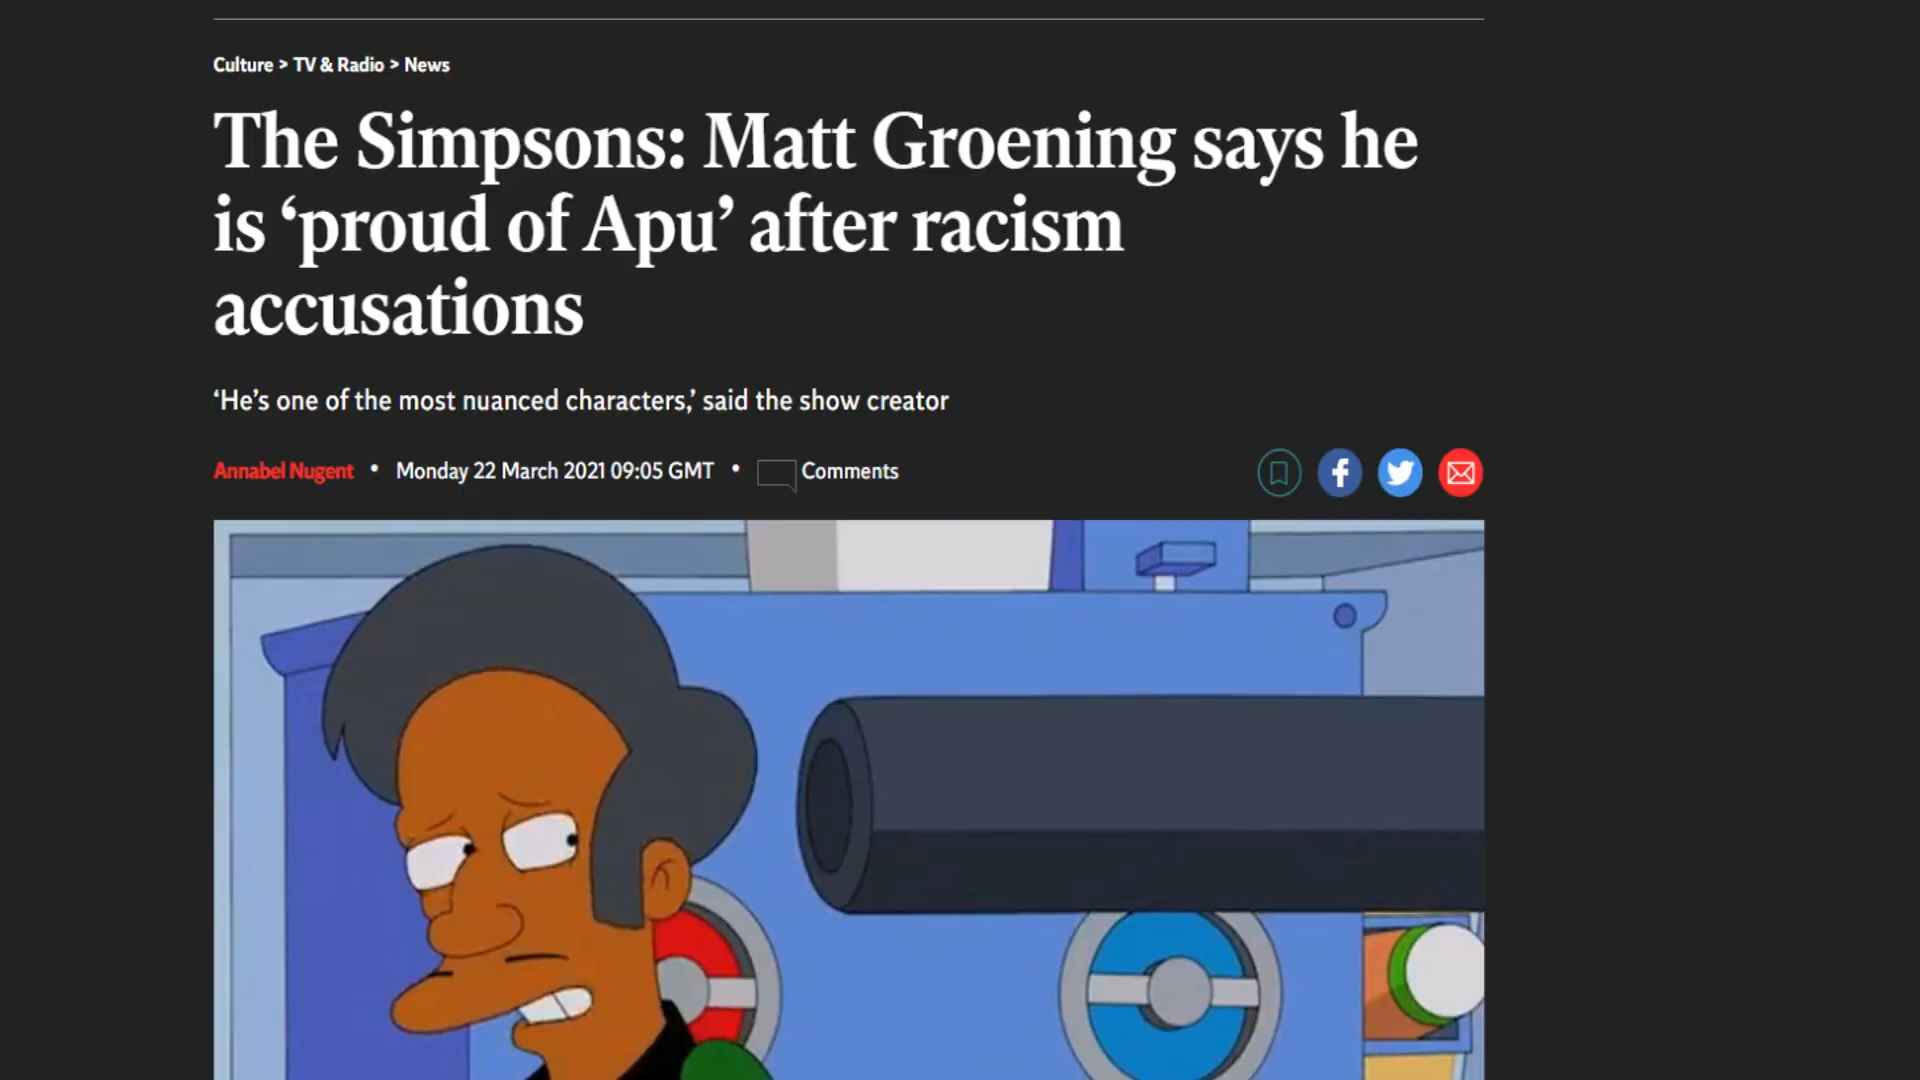 Culture > TV & Radio > News
The Simpsons: Matt Groening says he
is ‘proud of Apu’ after racism
accusations
‘He’s one of the most nuanced characters,’ said the show creator
Annabel Nugent • Monday 22 March 2021 09:05 GMT • Comments